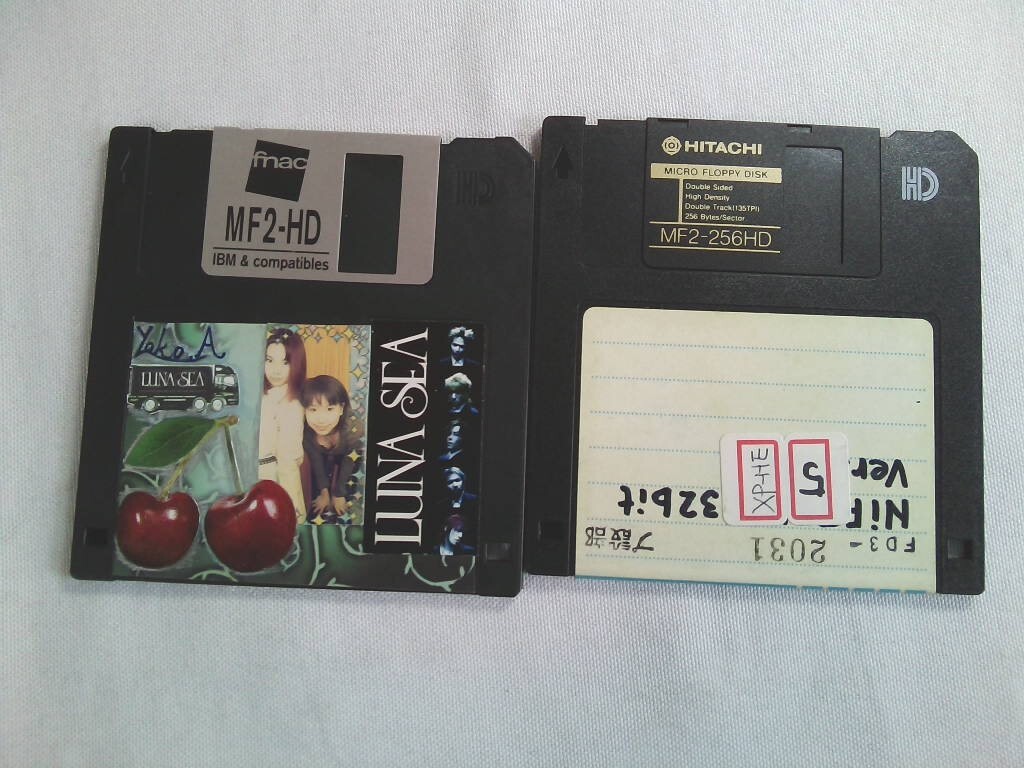 fnac
MF2-HD
IBM & compatibles
HD
Yoko.A
LUNA SEA
LUNA SEA
HITACHI
MICRO FLOPPY DISK
Double Sided
High Density
Double Track(135TPI)
256 Bytes/Sector
MF2-256HD
HD
FD3-2031
32bit
Ver.
XP-HE
5